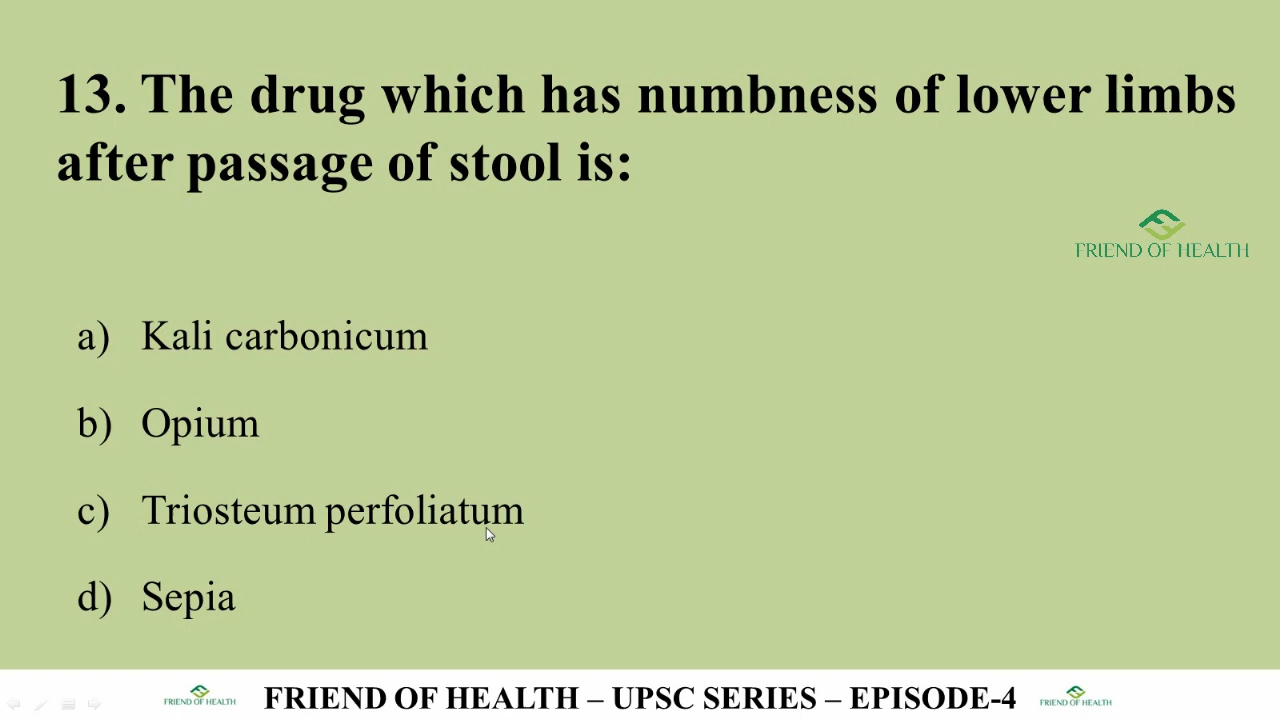 13. The drug which has numbness of lower limbs
after passage of stool is:
FRIEND OF HEALTH
a) Kali carbonicum
b) Opium
c) Triosteum perfoliatum
d) Sepia
FRIEND OF HEALTH
FRIEND OF HEALTH – UPSC SERIES – EPISODE-4
FRIEND OF HEALTH